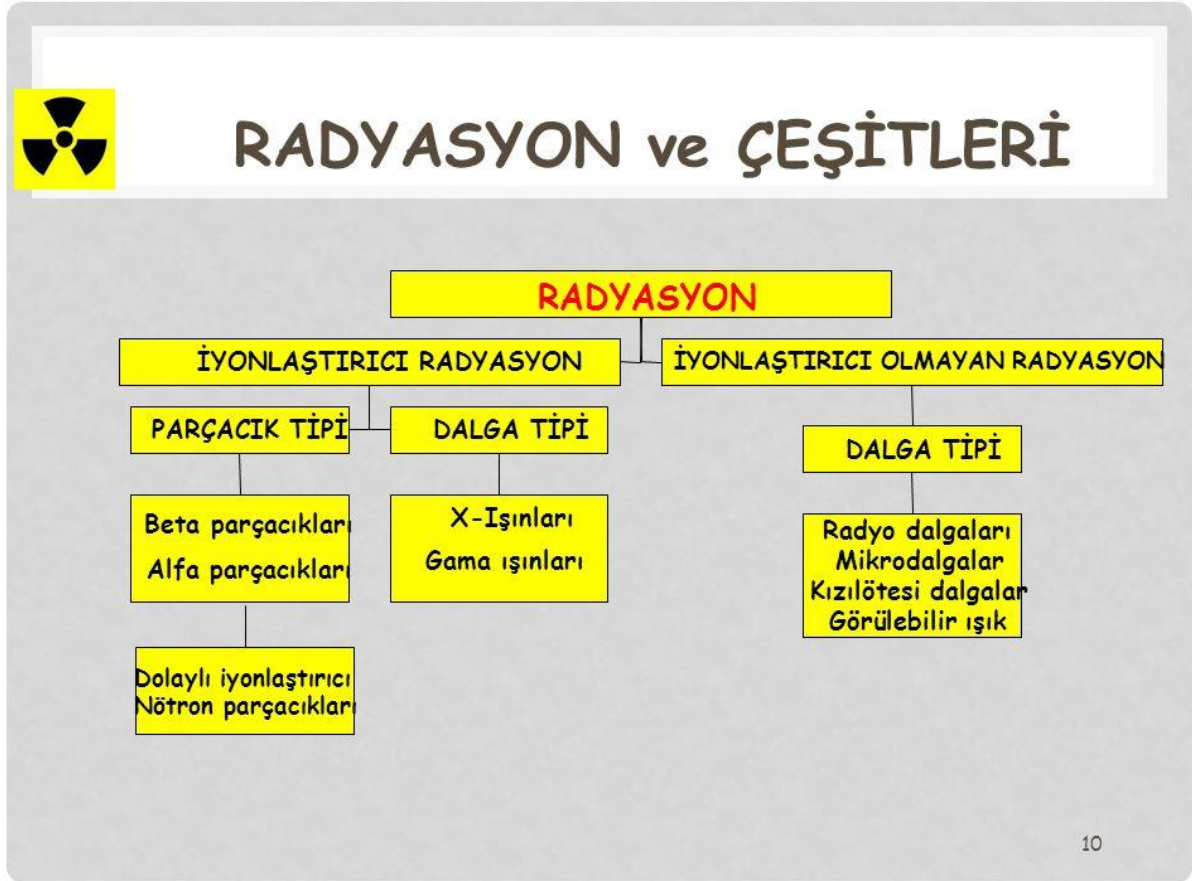 RADYASYON ve ÇEŞİTLERİ
RADYASYON
İYONLAŞTIRICI RADYASYON
İYONLAŞTIRICI OLMAYAN RADYASYON
PARÇACIK TİPİ
DALGA TİPİ
DALGA TİPİ
Beta parçacıkları
Alfa parçacıkları
X-Işınları
Gama ışınları
Radyo dalgaları
Mikrodalgalar
Kızılötesi dalgalar
Görülebilir ışık
Dolaylı iyonlaştırıcı
Nötron parçacıkları
10